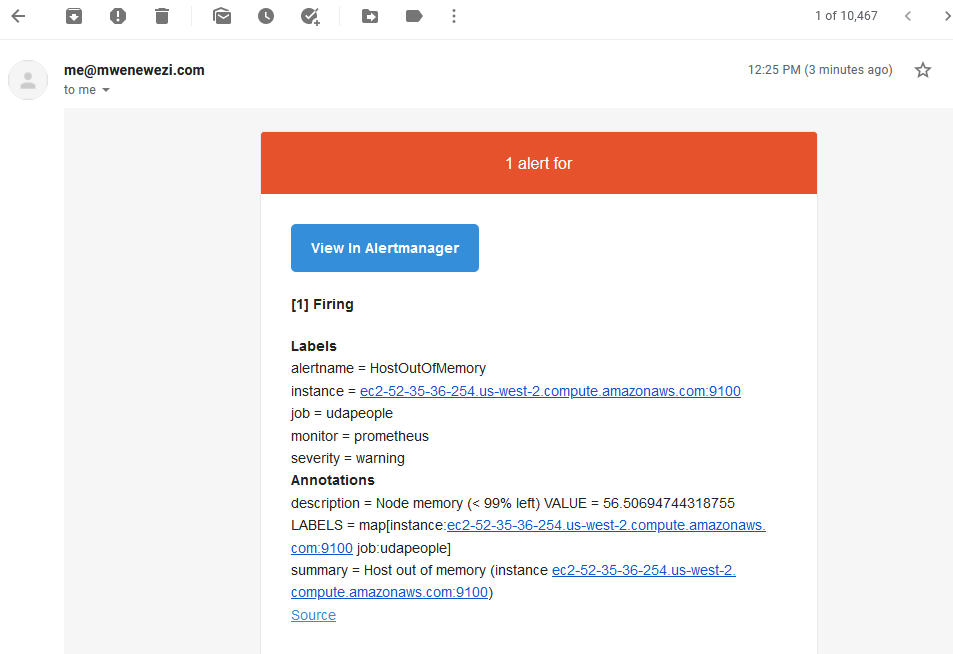 1 of 10,467
me@mwenewezi.com
12:25 PM (3 minutes ago)
to me
1 alert for
View In Alertmanager
[1] Firing
Labels
alertname = HostOutOfMemory
instance = ec2-52-35-36-254.us-west-2.compute.amazonaws.com:9100
job = udapeople
monitor = prometheus
severity = warning
Annotations
description = Node memory (< 99% left) VALUE = 56.50694744318755
LABELS = map[instance:ec2-52-35-36-254.us-west-2.compute.amazonaws.
com:9100 job:udapeople]
summary = Host out of memory (instance ec2-52-35-36-254.us-west-2.
compute.amazonaws.com:9100)
Source